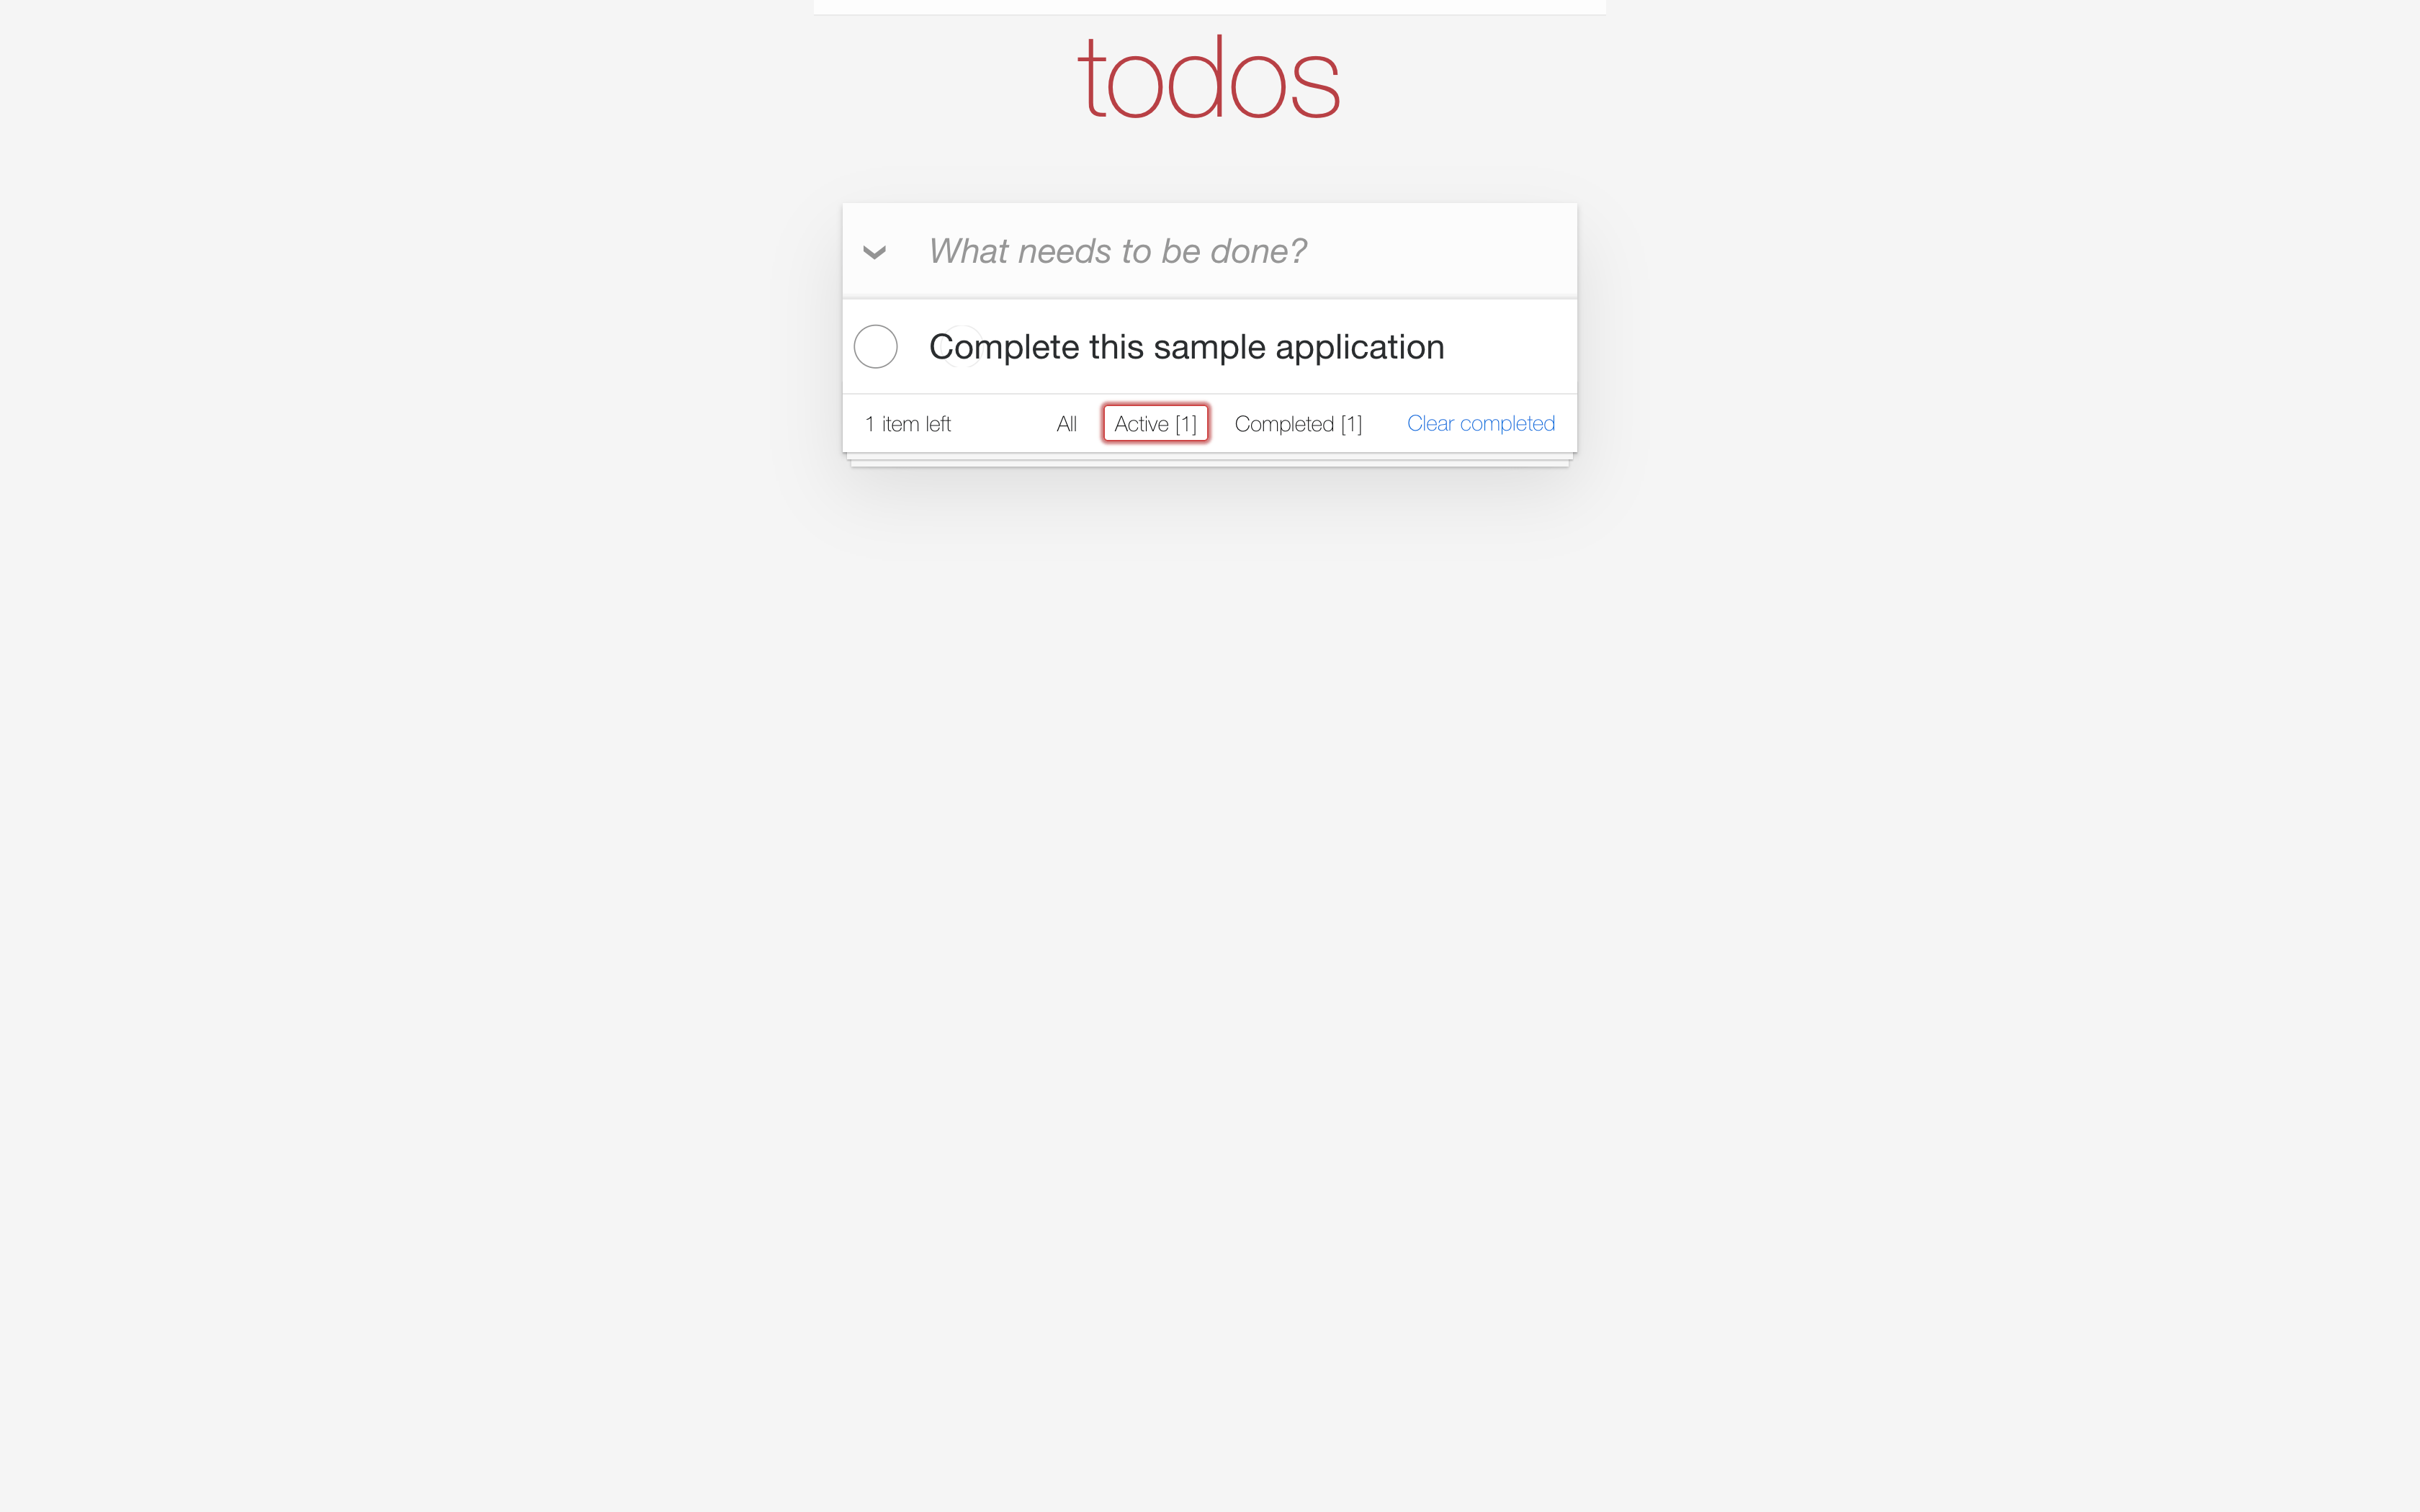 todos
What needs to be done?
Complete this sample application
1 item left All Active [1] Completed [1] Clear completed